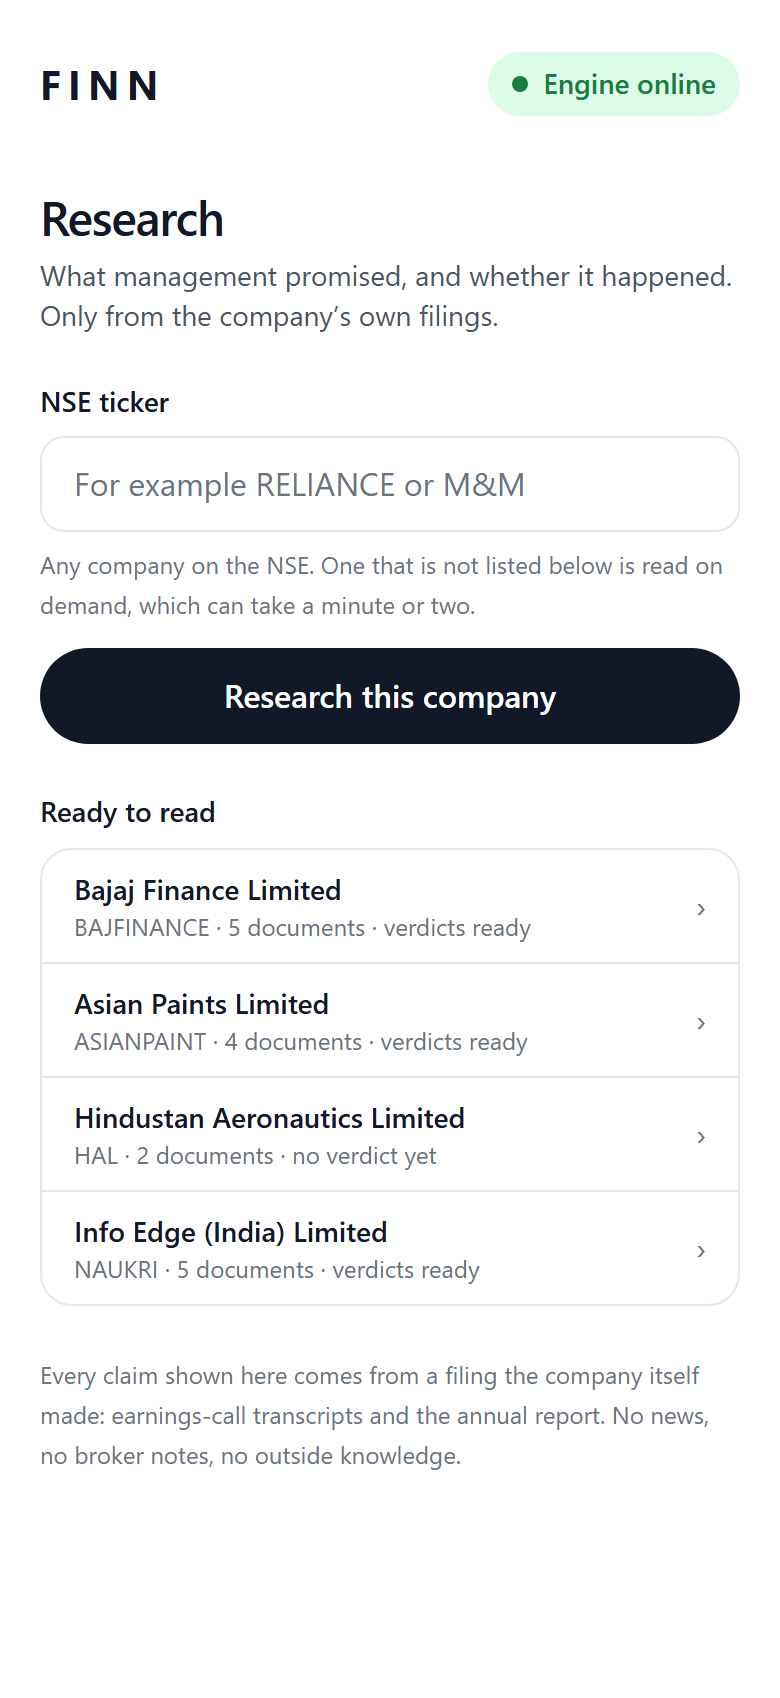 FINN
Engine online
Research
What management promised, and whether it happened.
Only from the company’s own filings.
NSE ticker
For example RELIANCE or M&M
Any company on the NSE. One that is not listed below is read on
demand, which can take a minute or two.
Research this company
Ready to read
Bajaj Finance Limited
BAJFINANCE · 5 documents · verdicts ready
›
Asian Paints Limited
ASIANPAINT · 4 documents · verdicts ready
›
Hindustan Aeronautics Limited
HAL · 2 documents · no verdict yet
›
Info Edge (India) Limited
NAUKRI · 5 documents · verdicts ready
›
Every claim shown here comes from a filing the company itself
made: earnings-call transcripts and the annual report. No news,
no broker notes, no outside knowledge.